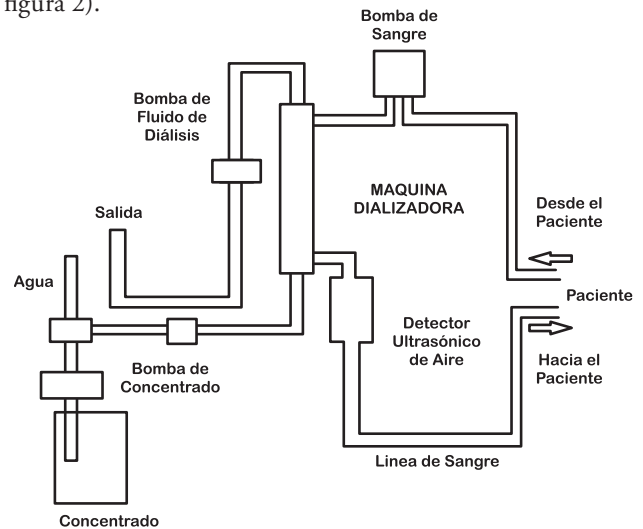 figura 2).
Bomba de
Sangre
Bomba de
Fluido de
Diálisis
MAQUINA
DIALIZADORA
Salida
Desde el
Paciente
Agua
Paciente
Detector
Ultrasónico
de Aire
Hacia el
Paciente
Bomba de
Concentrado
Linea de Sangre
Concentrado